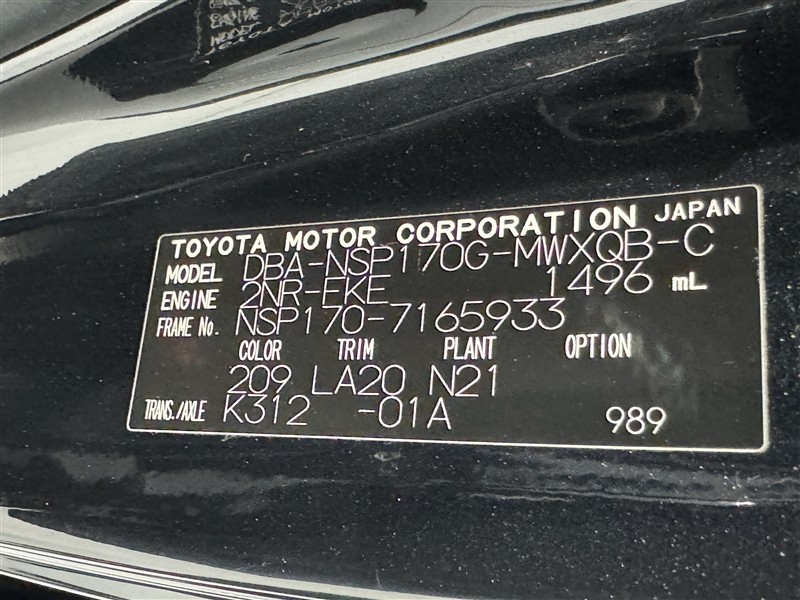 TOYOTA MOTOR CORPORATION JAPAN
MODEL DBA-NSP170G-MWXQB-C
ENGINE 2NR-FKE 1496 mL
FRAME No. NSP170-7165933
COLOR TRIM PLANT OPTION
209 LA20 N21
TRANS./AXLE K312 -01A 989